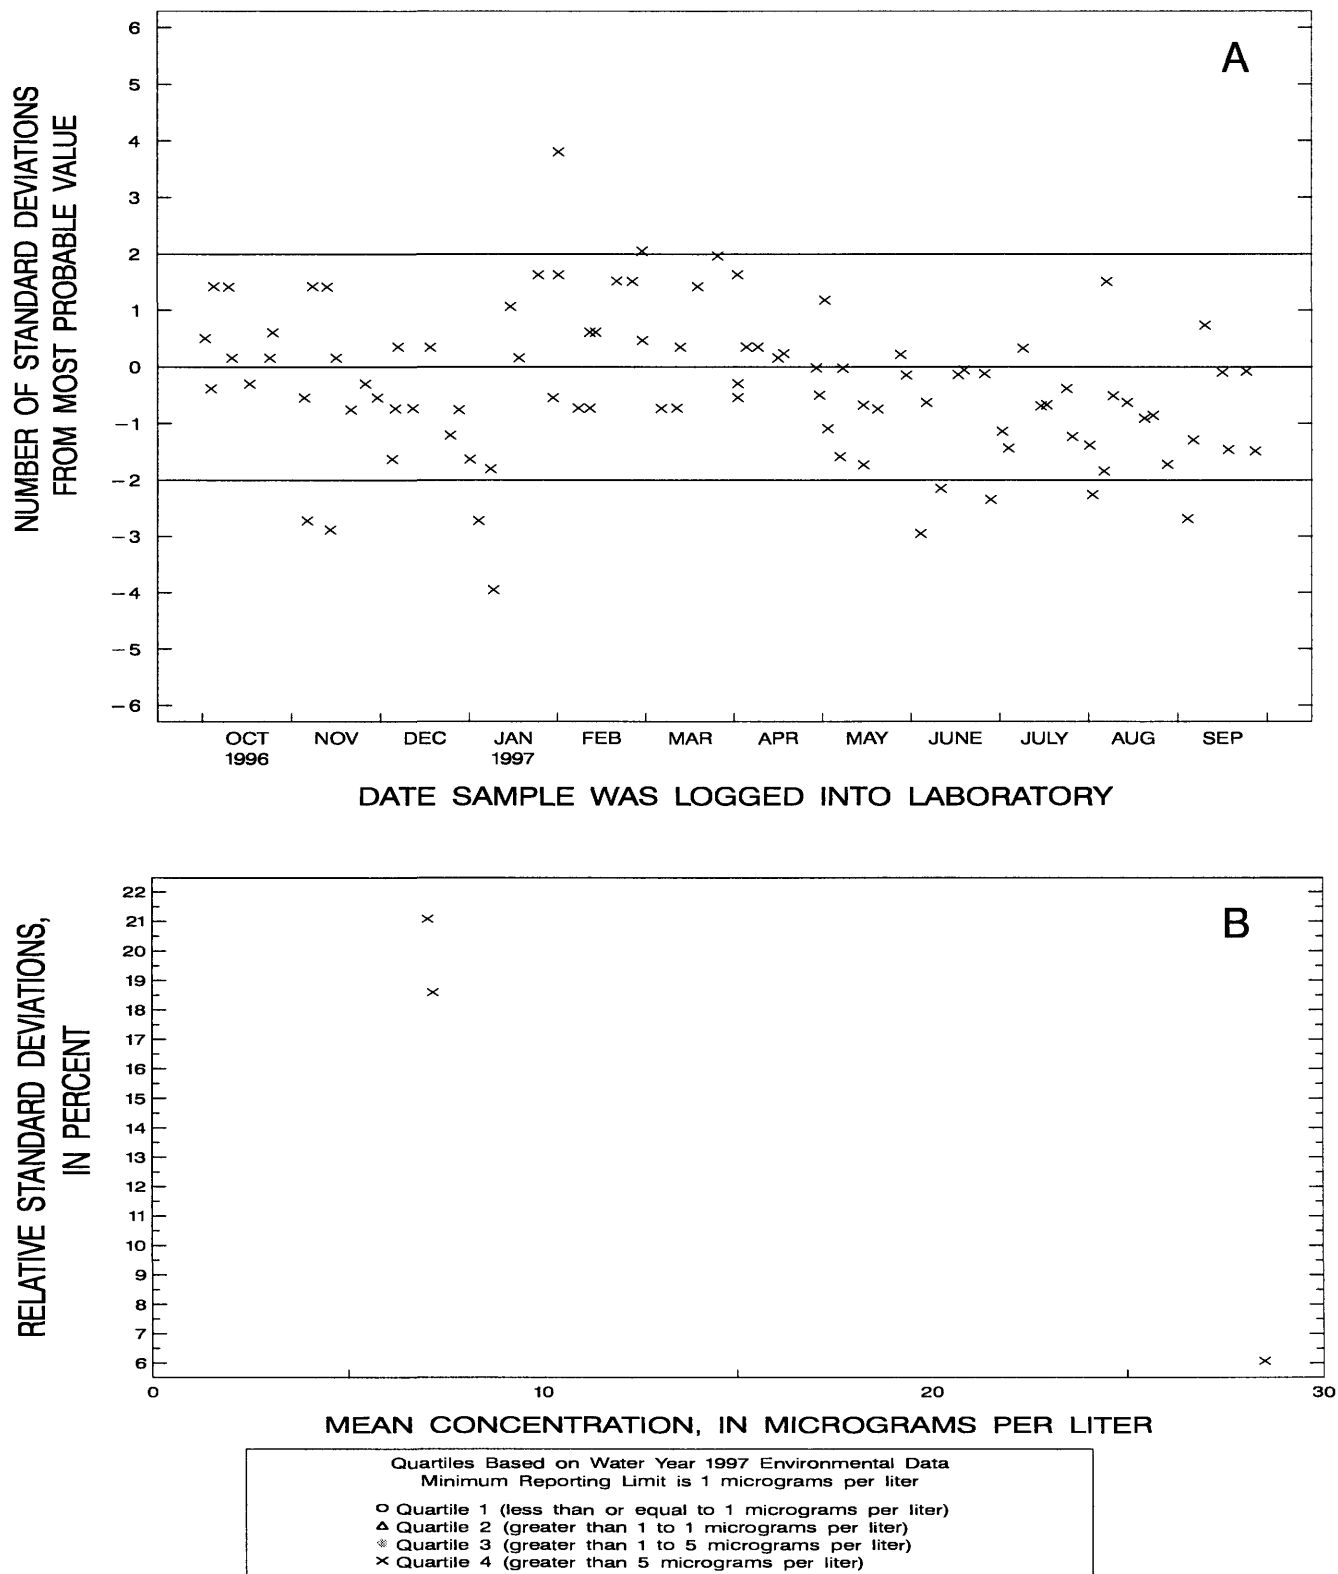 A
NUMBER OF STANDARD DEVIATIONS
FROM MOST PROBABLE VALUE
6
5
4
3
2
1
0
−1
−2
−3
−4
−5
−6
OCT NOV DEC JAN FEB MAR APR MAY JUNE JULY AUG SEP
1996 1997
DATE SAMPLE WAS LOGGED INTO LABORATORY
B
RELATIVE STANDARD DEVIATIONS,
IN PERCENT
22
21
20
19
18
17
16
15
14
13
12
11
10
9
8
7
6
0 10 20 30
MEAN CONCENTRATION, IN MICROGRAMS PER LITER
Quartiles Based on Water Year 1997 Environmental Data
Minimum Reporting Limit is 1 micrograms per liter
Quartile 1 (less than or equal to 1 micrograms per liter)
Quartile 2 (greater than 1 to 1 micrograms per liter)
Quartile 3 (greater than 1 to 5 micrograms per liter)
Quartile 4 (greater than 5 micrograms per liter)